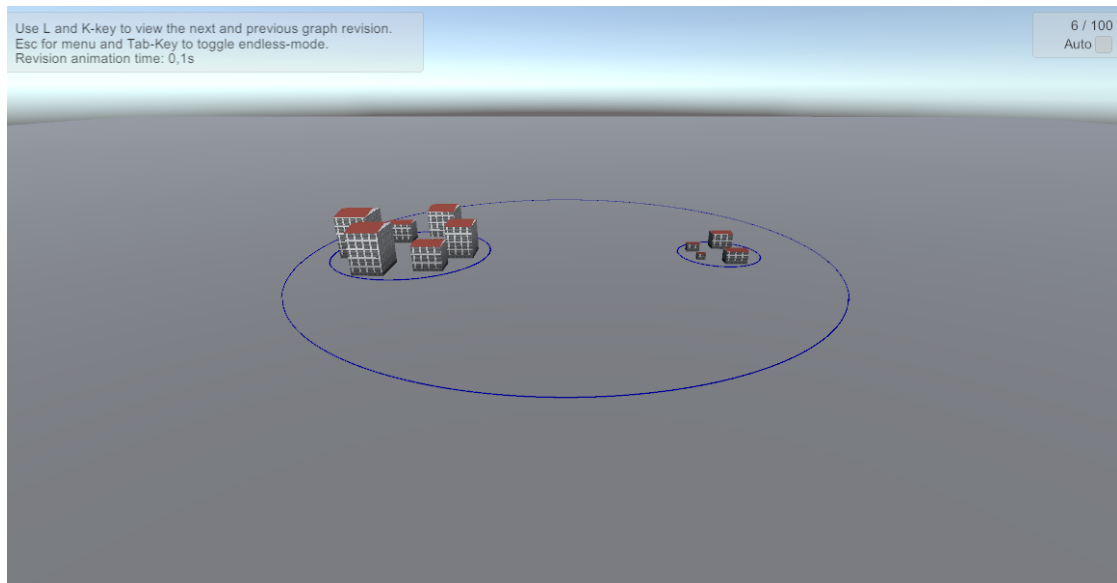 Use L and K-key to view the next and previous graph revision.
Esc for menu and Tab-Key to toggle endless-mode.
Revision animation time: 0,1s
6 / 100
Auto